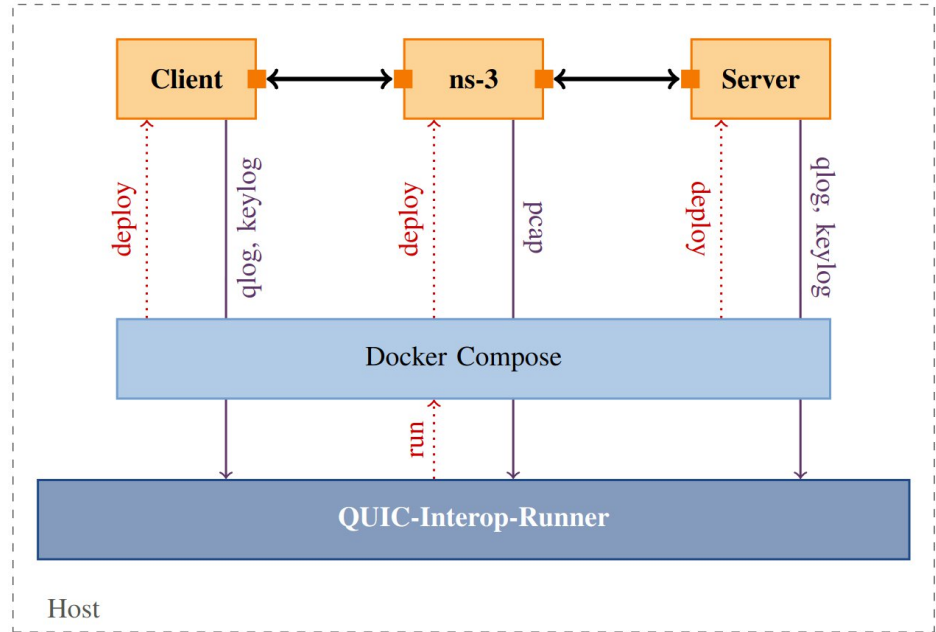 Client
ns-3
Server
deploy
qlog, keylog
deploy
pcap
deploy
qlog, keylog
Docker Compose
run
QUIC-Interop-Runner
Host